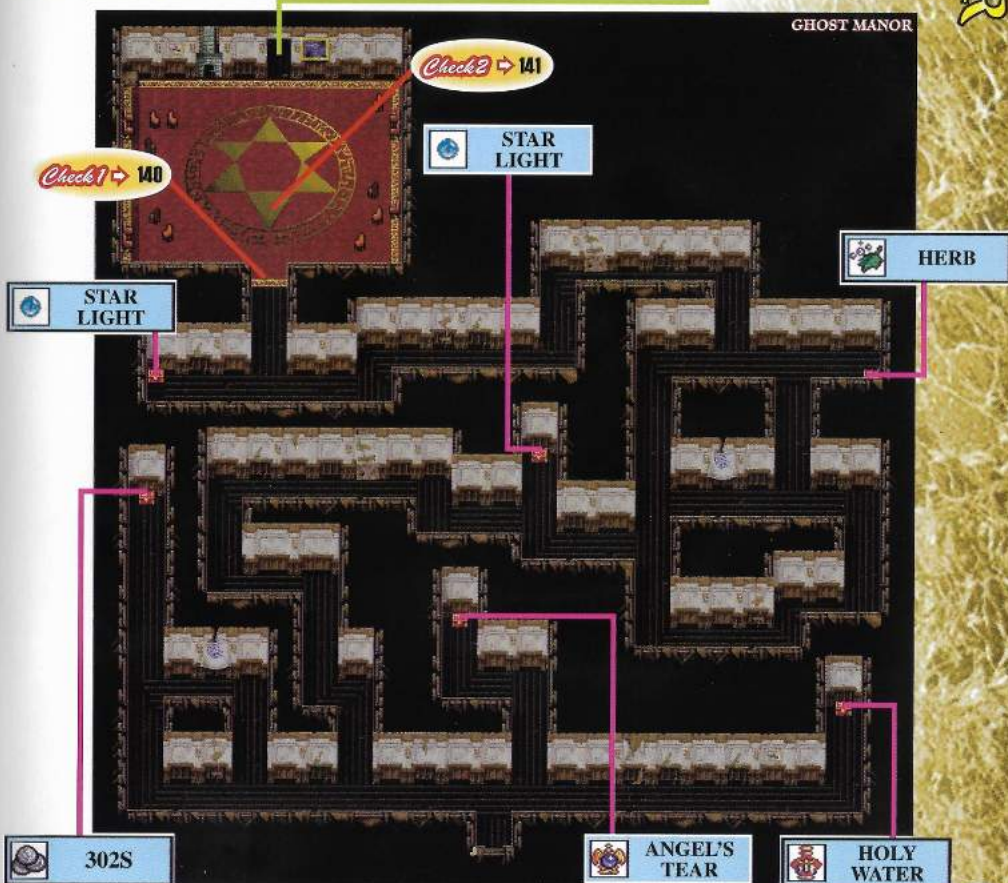 GHOST MANOR
Check2 ⇨ 141
STAR
LIGHT
Check1 ⇨ 140
HERB
STAR
LIGHT
302S
ANGEL'S
TEAR
HOLY
WATER